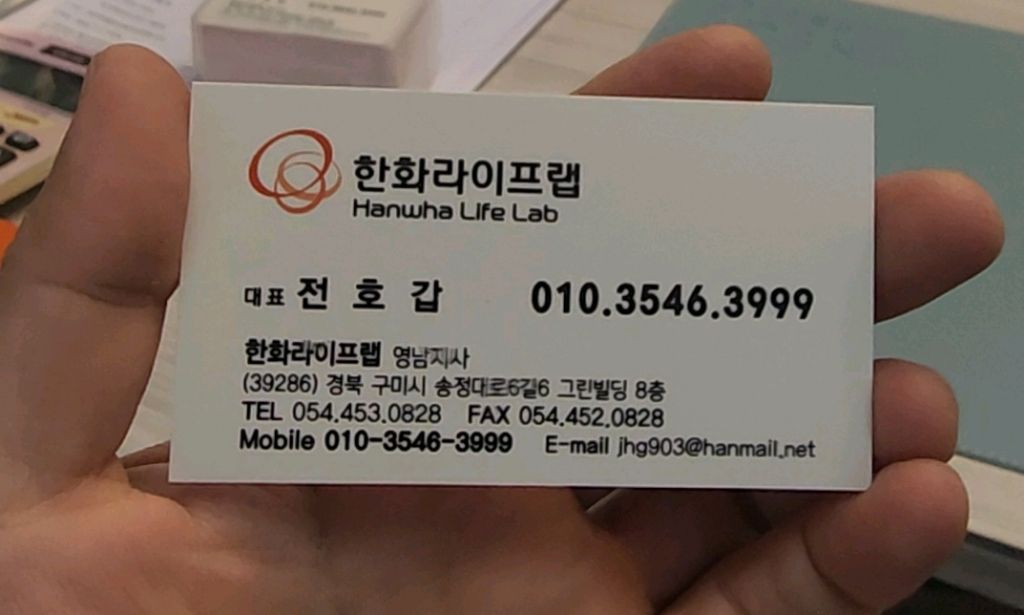 한화라이프랩
Hanwha Life Lab
대표 전 호 갑 010.3546.3999
한화라이프랩 영남지사
(39286) 경북 구미시 송정대로6길6 그린빌딩 8층
TEL 054.453.0828 FAX 054.452.0828
Mobile 010-3546-3999 E-mail jhg903@hanmail.net